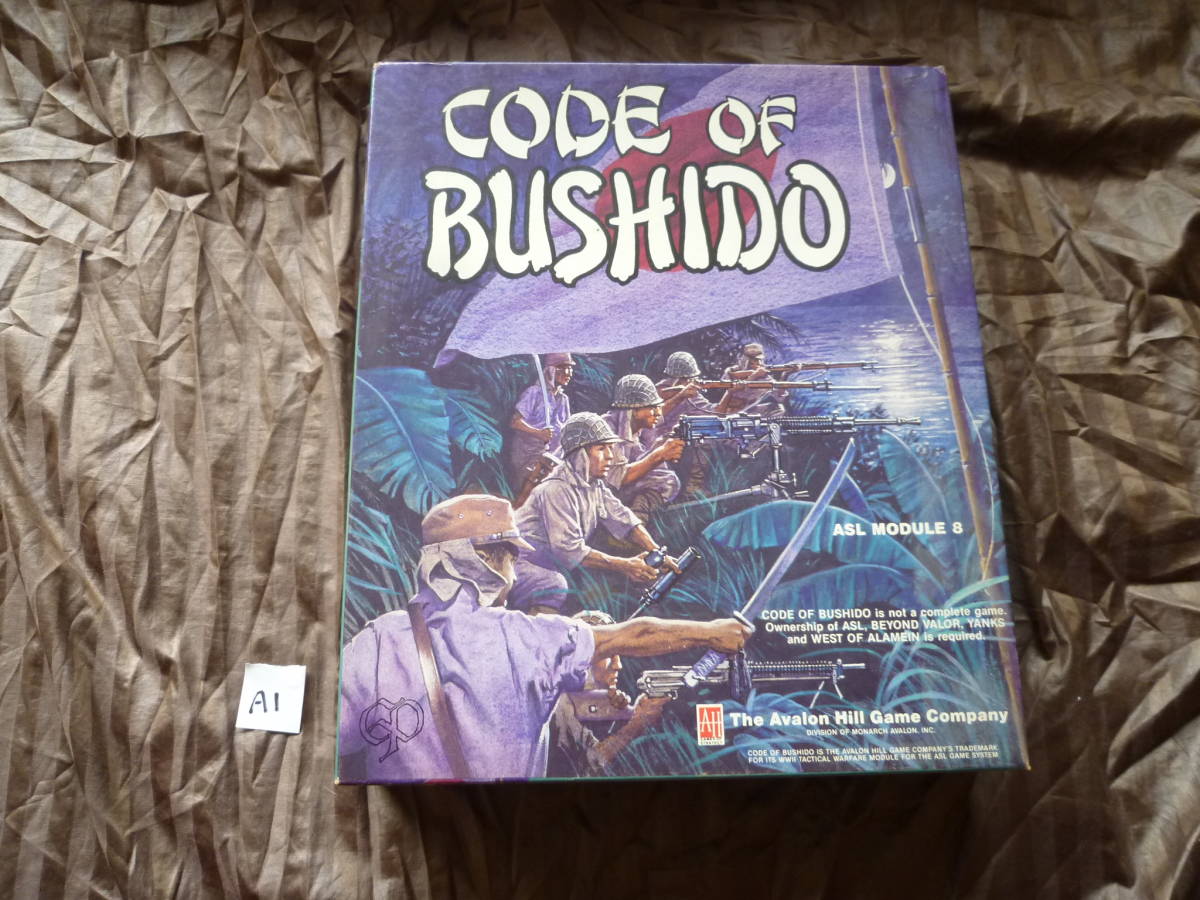 CODE OF
BUSHIDO
ASL MODULE 8
CODE OF BUSHIDO is not a complete game.
Ownership of ASL, BEYOND VALOR, YANKS
and WEST OF ALAMEIN is required.
A1
AH
The Avalon Hill Game Company
DIVISION OF MONARCH AVALON, INC.
CODE OF BUSHIDO IS THE AVALON HILL GAME COMPANY'S TRADEMARK
FOR ITS WWII TACTICAL WARFARE MODULE FOR THE ASL GAME SYSTEM